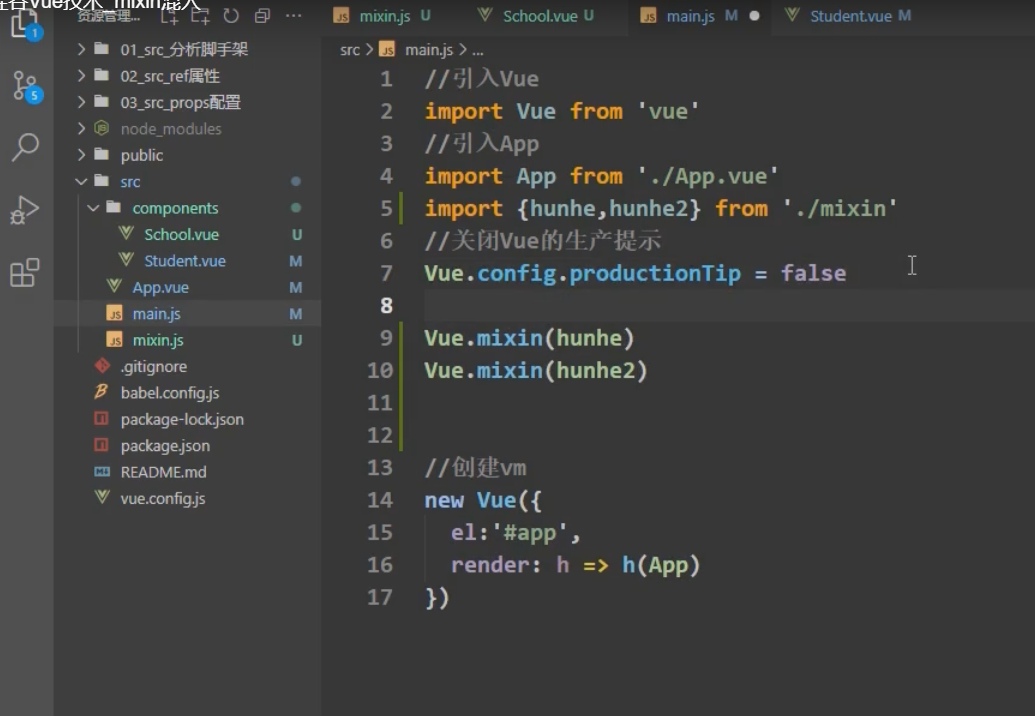 谷Vue技术_mixin混入
资源管理...
1
5
01_src_分析脚手架
02_src_ref属性
03_src_props配置
node_modules
public
src
components
School.vue U
Student.vue M
App.vue M
main.js M
mixin.js U
.gitignore
babel.config.js
package-lock.json
package.json
README.md
vue.config.js
mixin.js U School.vue U main.js M Student.vue M
src > JS main.js > ...
1 //引入Vue
2 import Vue from 'vue'
3 //引入App
4 import App from './App.vue'
5 import {hunhe,hunhe2} from './mixin'
6 //关闭Vue的生产提示
7 Vue.config.productionTip = false
8
9 Vue.mixin(hunhe)
10 Vue.mixin(hunhe2)
11
12
13 //创建vm
14 new Vue({
15 el:'#app',
16 render: h => h(App)
17 })